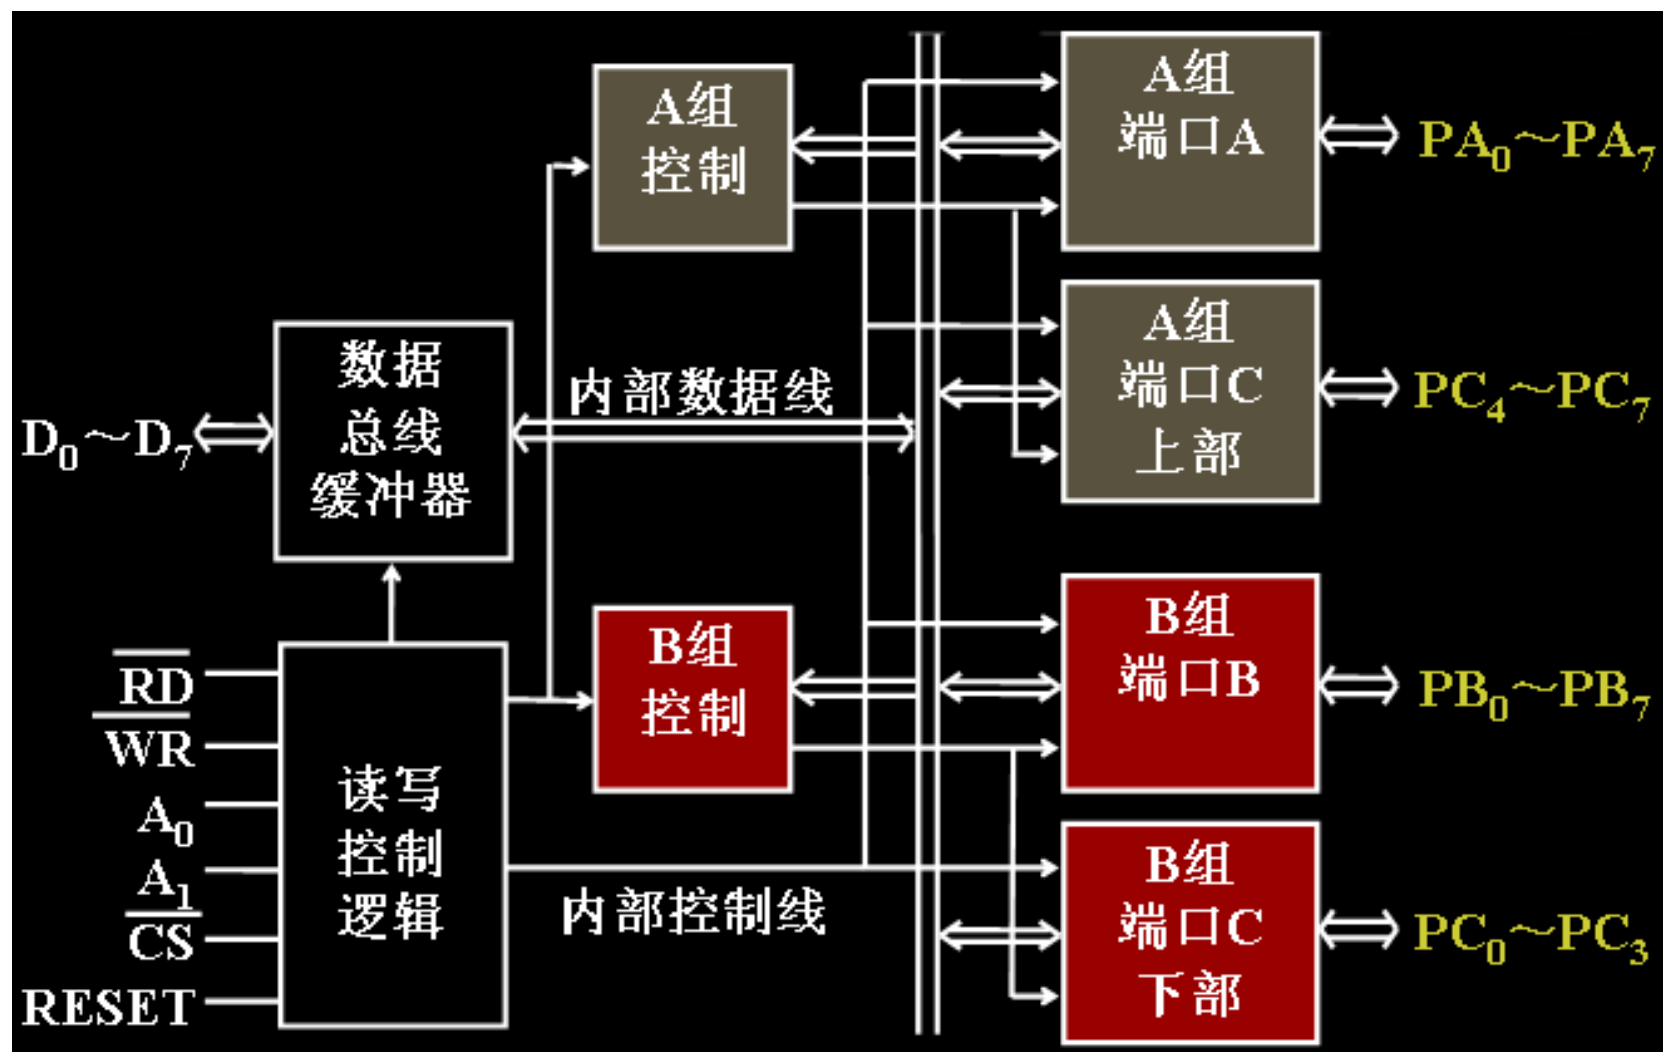 A组
控制
A组
端口A
PA₀～PA₇
A组
端口C
上部
PC₄～PC₇
数据
总线
缓冲器
D₀～D₇
内部数据线
B组
控制
B组
端口B
PB₀～PB₇
R̅D̅
W̅R̅
A₀
A₁
C̅S̅
RESET
读写
控制
逻辑
内部控制线
B组
端口C
下部
PC₀～PC₃